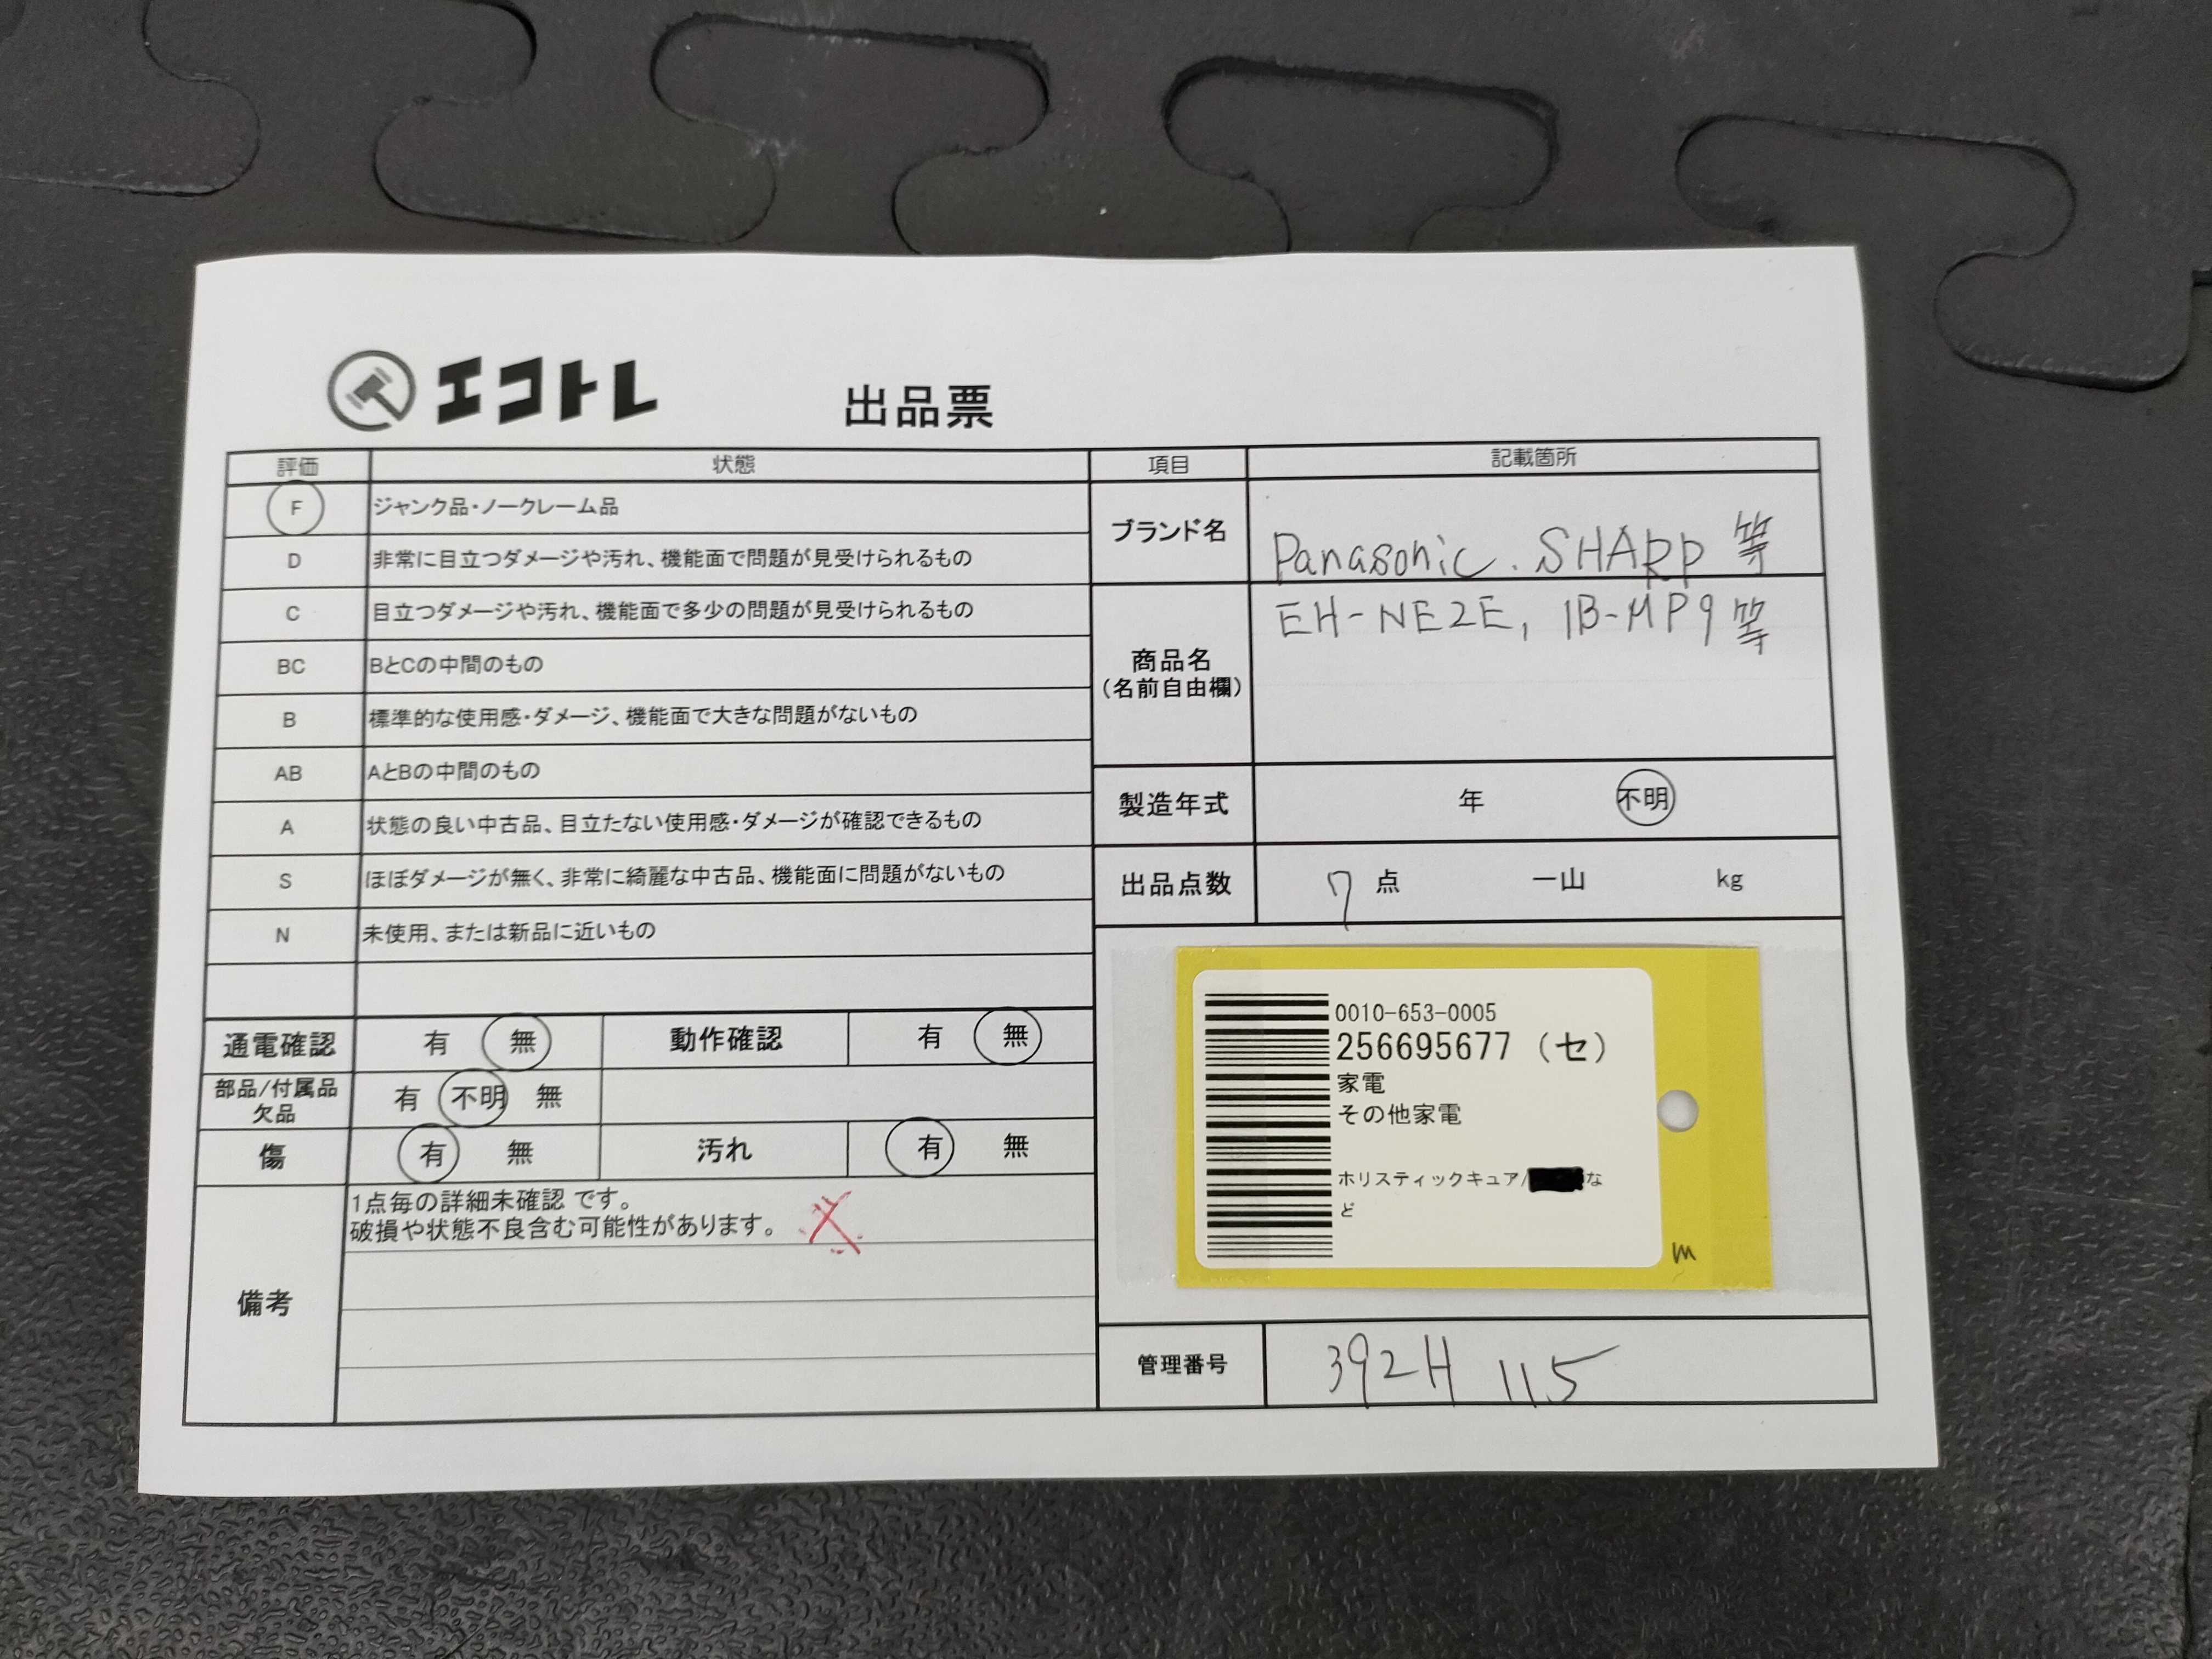 エコトレ 出品票
評価 状態 項目 記載箇所
F ジャンク品・ノークレーム品
D 非常に目立つダメージや汚れ、機能面で問題が見受けられるもの
C 目立つダメージや汚れ、機能面で多少の問題が見受けられるもの
BC BとCの中間のもの
B 標準的な使用感・ダメージ、機能面で大きな問題がないもの
AB AとBの中間のもの
A 状態の良い中古品、目立たない使用感・ダメージが確認できるもの
S ほぼダメージが無く、非常に綺麗な中古品、機能面に問題がないもの
N 未使用、または新品に近いもの
通電確認 有 無 動作確認 有 無
部品/付属品
欠品 有 不明 無
傷 有 無 汚れ 有 無
備考
1点毎の詳細未確認 です。
破損や状態不良含む可能性があります。
ブランド名 Panasonic. SHARP 等
商品名
(名前自由欄)
EH-NE2E, IB-MP9 等
製造年式 年 不明
出品点数 7 点 一山 kg
0010-653-0005
256695677 (セ)
家電
その他家電
ホリスティックキュア/ な
ど
m
管理番号 392H 115